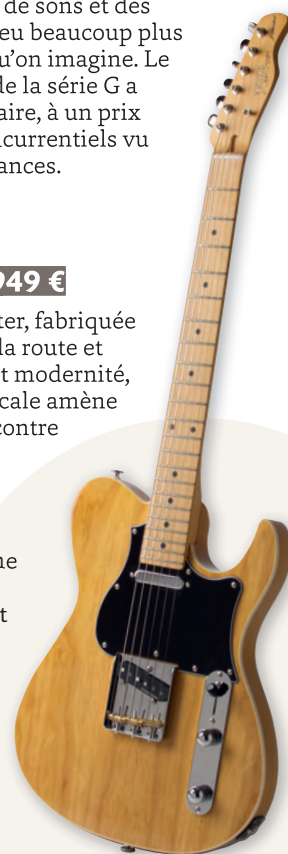 de sons et des
eu beaucoup plus
u'on imagine. Le
de la série G a
aire, à un prix
currentiels vu
ances.
949 €
ter, fabriquée
la route et
t modernité,
cale amène
contre
ne
t